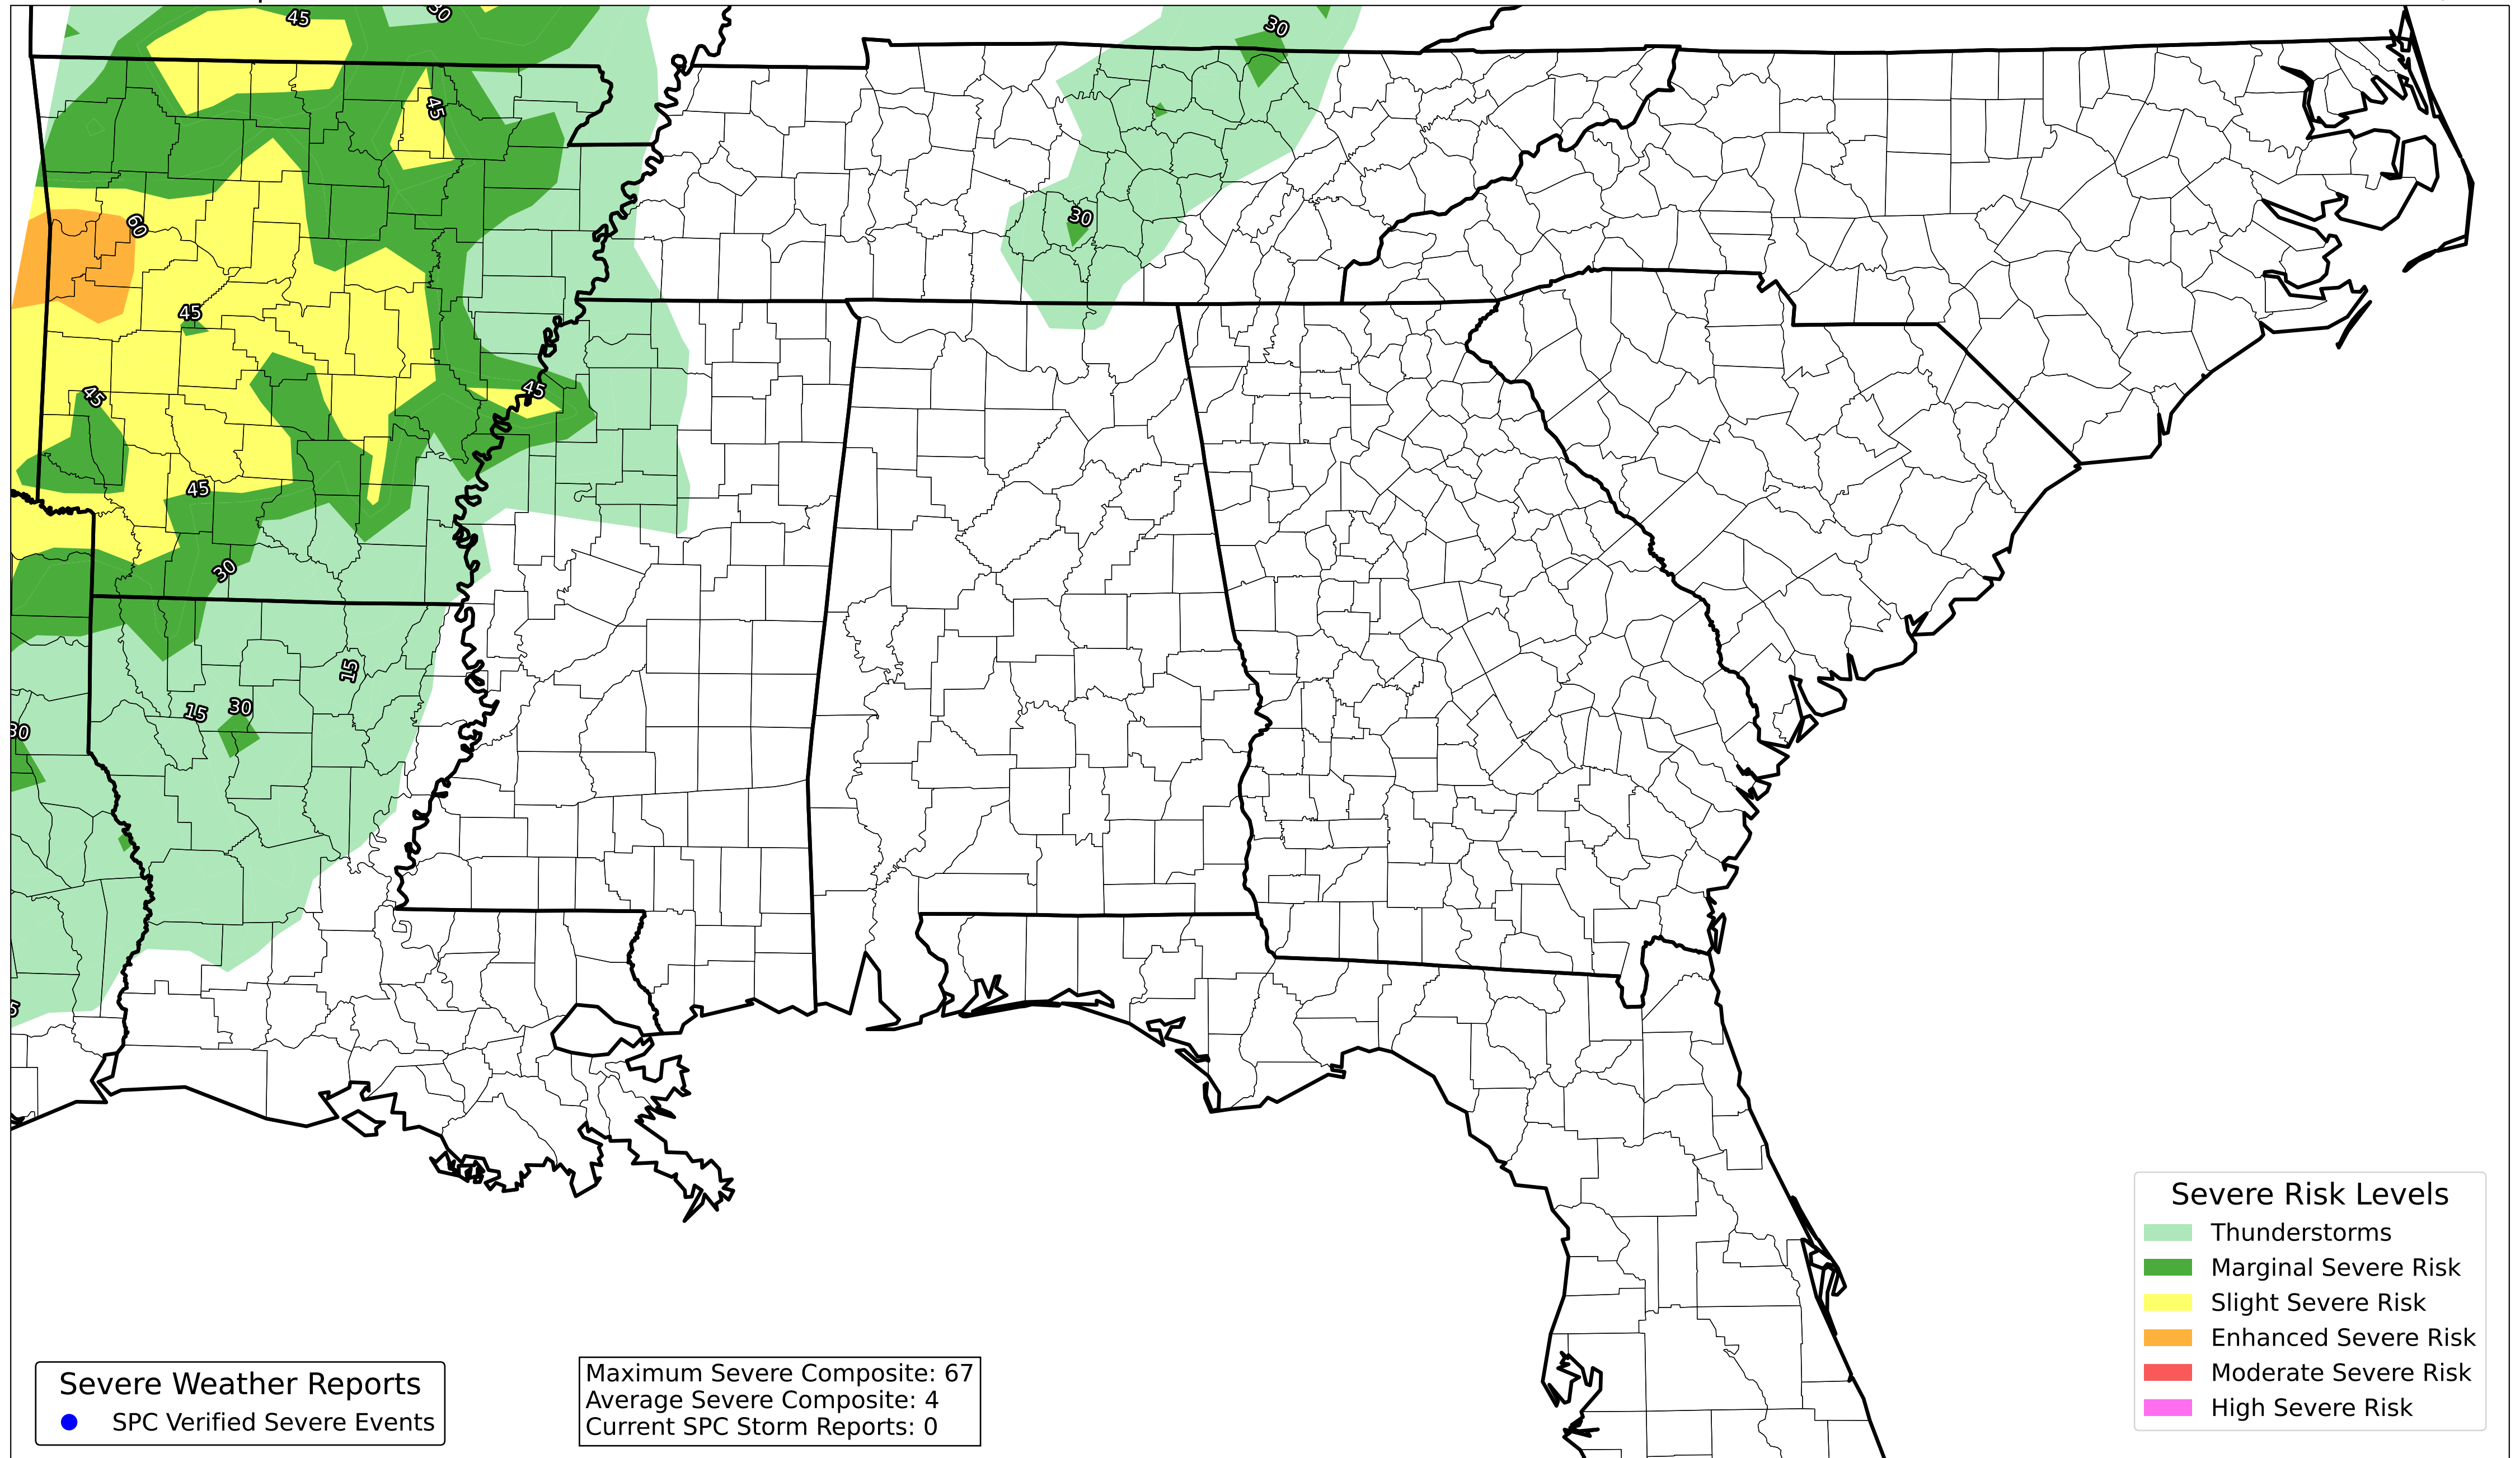 45
30
30
45
60
30
45
45
45
45
30
15
15
30
30
5
Severe Risk Levels
Thunderstorms
Marginal Severe Risk
Slight Severe Risk
Enhanced Severe Risk
Moderate Severe Risk
High Severe Risk
Severe Weather Reports
SPC Verified Severe Events
Maximum Severe Composite: 67
Average Severe Composite: 4
Current SPC Storm Reports: 0